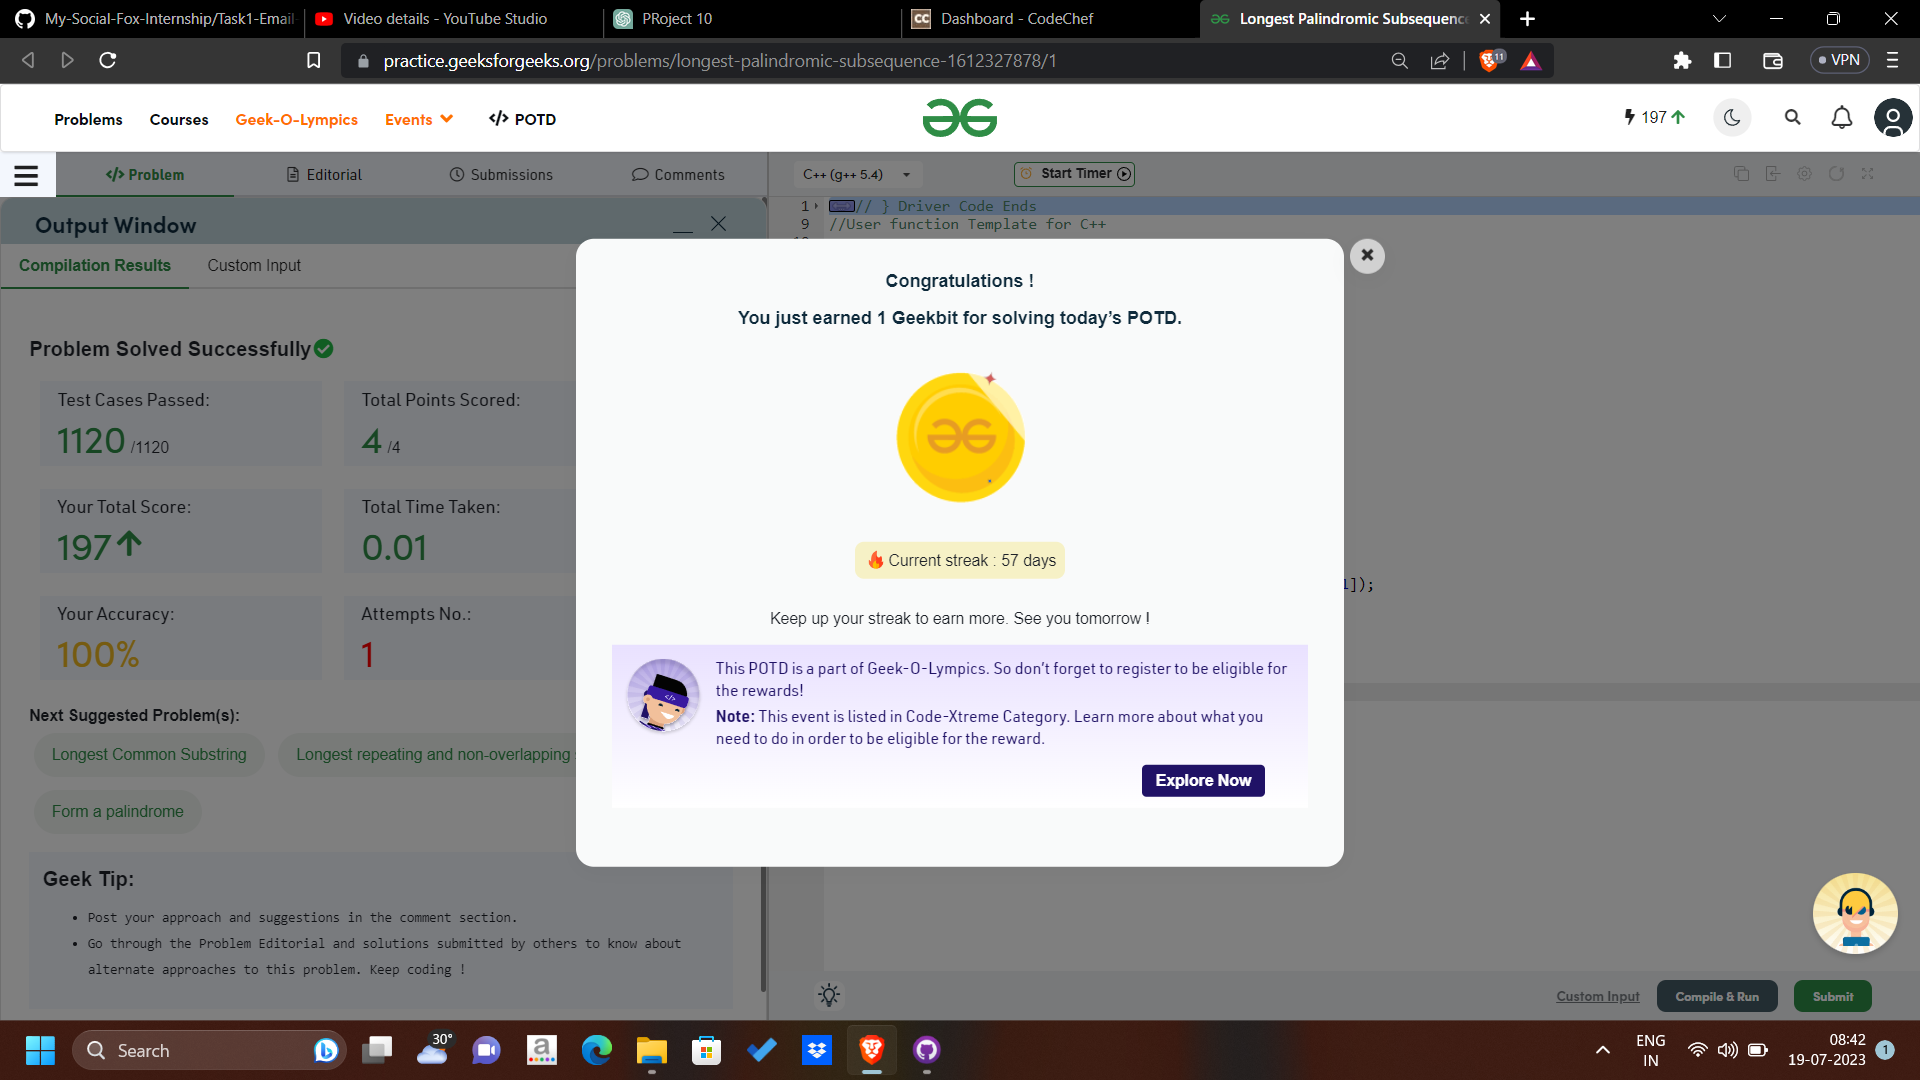 My-Social-Fox-Internship/Task1-Email
Video details - YouTube Studio
PRoject 10
Dashboard - CodeChef
Longest Palindromic Subsequenc
practice.geeksforgeeks.org/problems/longest-palindromic-subsequence-1612327878/1
11
VPN
Problems
Courses
Geek-O-Lympics
Events
</> POTD
197
</> Problem
Editorial
Submissions
Comments
C++ (g++ 5.4)
Start Timer
Output Window
1
// } Driver Code Ends
9
//User function Template for C++
Compilation Results
Custom Input
Problem Solved Successfully
Test Cases Passed:
1120 /1120
Total Points Scored:
4 /4
Your Total Score:
197
Total Time Taken:
0.01
Your Accuracy:
100%
Attempts No.:
1
Next Suggested Problem(s):
Longest Common Substring
Longest repeating and non-overlapping
Form a palindrome
Geek Tip:
• Post your approach and suggestions in the comment section.
• Go through the Problem Editorial and solutions submitted by others to know about
alternate approaches to this problem. Keep coding !
Congratulations !
You just earned 1 Geekbit for solving today’s POTD.
Current streak : 57 days
Keep up your streak to earn more. See you tomorrow !
This POTD is a part of Geek-O-Lympics. So don't forget to register to be eligible for
the rewards!
Note: This event is listed in Code-Xtreme Category. Learn more about what you
need to do in order to be eligible for the reward.
Explore Now
]);
Custom Input
Compile & Run
Submit
Search
30°
ENG
IN
08:42
19-07-2023
1